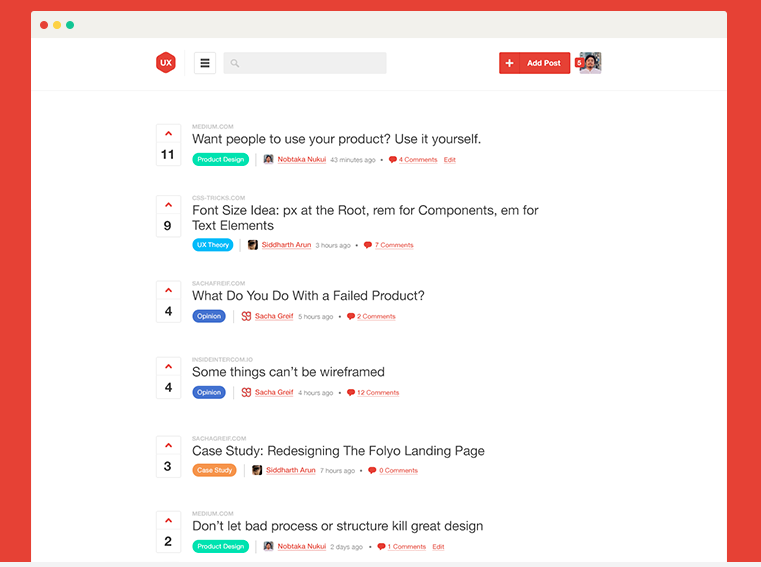 UX
+ Add Post
5
MEDIUM.COM
Want people to use your product? Use it yourself.
11
Product Design Nobtaka Nukui 43 minutes ago • 4 Comments Edit
CSS-TRICKS.COM
Font Size Idea: px at the Root, rem for Components, em for
9
Text Elements
UX Theory Siddharth Arun 3 hours ago • 7 Comments
SACHAGREIF.COM
What Do You Do With a Failed Product?
4
Opinion Sacha Greif 5 hours ago • 2 Comments
INSIDEINTERCOM.IO
Some things can't be wireframed
4
Opinion Sacha Greif 4 hours ago • 12 Comments
SACHAGREIF.COM
Case Study: Redesigning The Folyo Landing Page
3
Case Study Siddharth Arun 7 hours ago • 0 Comments
MEDIUM.COM
Don't let bad process or structure kill great design
2
Product Design Nobtaka Nukui 2 days ago • 1 Comments Edit